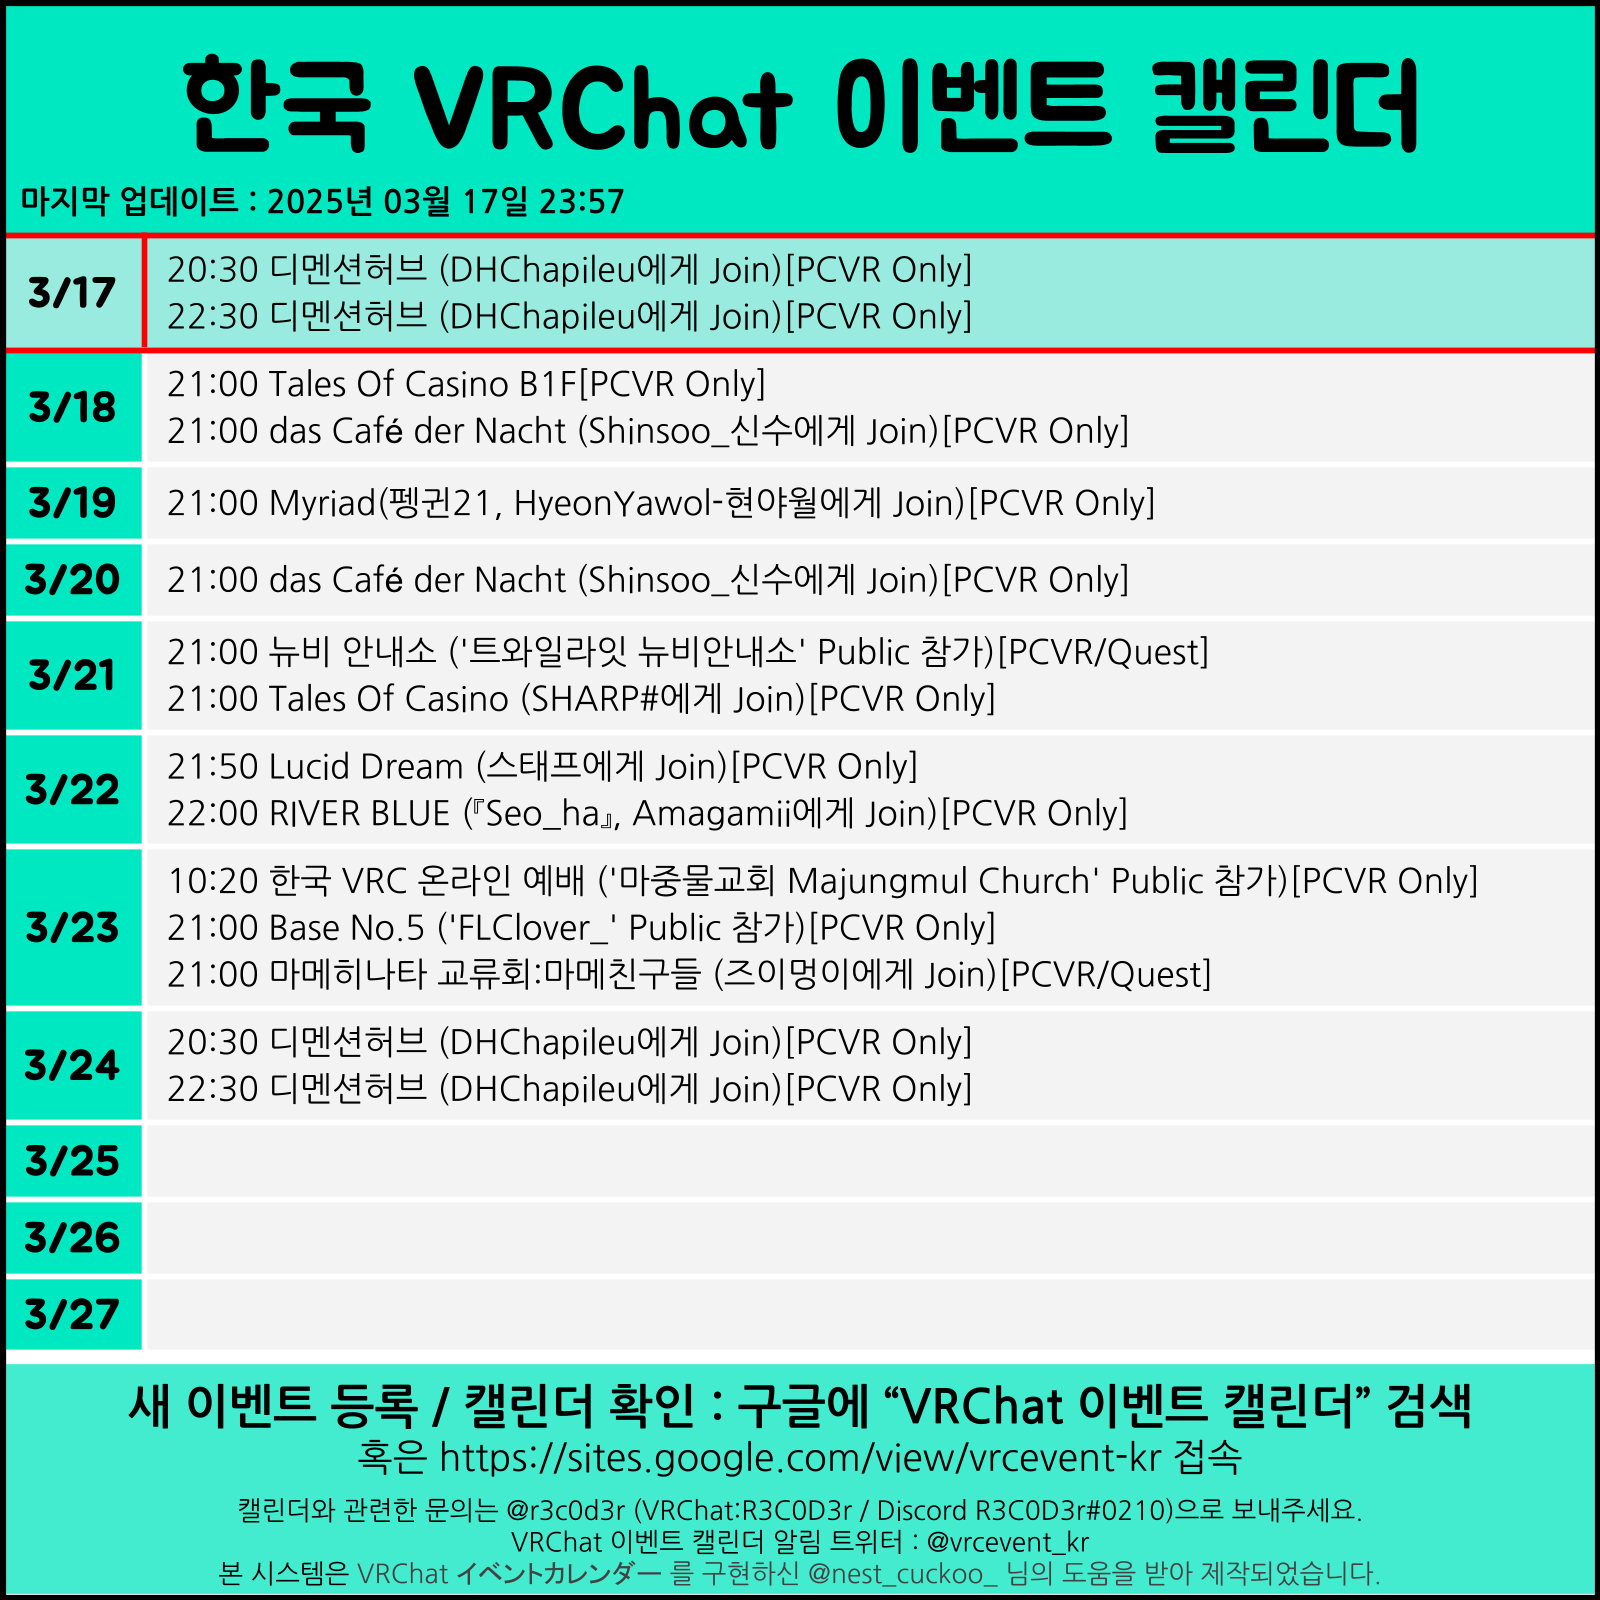 한국 VRChat 이벤트 캘린더
마지막 업데이트 : 2025년 03월 17일 23:57
3/17
20:30 디멘션허브 (DHChapileu에게 Join)[PCVR Only]
22:30 디멘션허브 (DHChapileu에게 Join)[PCVR Only]
3/18
21:00 Tales Of Casino B1F[PCVR Only]
21:00 das Café der Nacht (Shinsoo_신수에게 Join)[PCVR Only]
3/19
21:00 Myriad(펭귄21, HyeonYawol-현야월에게 Join)[PCVR Only]
3/20
21:00 das Café der Nacht (Shinsoo_신수에게 Join)[PCVR Only]
3/21
21:00 뉴비 안내소 ('트와일라잇 뉴비안내소' Public 참가)[PCVR/Quest]
21:00 Tales Of Casino (SHARP#에게 Join)[PCVR Only]
3/22
21:50 Lucid Dream (스태프에게 Join)[PCVR Only]
22:00 RIVER BLUE (『Seo_ha』, Amagamii에게 Join)[PCVR Only]
3/23
10:20 한국 VRC 온라인 예배 ('마중물교회 Majungmul Church' Public 참가)[PCVR Only]
21:00 Base No.5 ('FLClover_' Public 참가)[PCVR Only]
21:00 마메히나타 교류회:마메친구들 (즈이멍이에게 Join)[PCVR/Quest]
3/24
20:30 디멘션허브 (DHChapileu에게 Join)[PCVR Only]
22:30 디멘션허브 (DHChapileu에게 Join)[PCVR Only]
3/25
3/26
3/27
새 이벤트 등록 / 캘린더 확인 : 구글에 “VRChat 이벤트 캘린더” 검색
혹은 https://sites.google.com/view/vrcevent-kr 접속
캘린더와 관련한 문의는 @r3c0d3r (VRChat:R3C0D3r / Discord R3C0D3r#0210)으로 보내주세요.
VRChat 이벤트 캘린더 알림 트위터 : @vrcevent_kr
본 시스템은 VRChat イベントカレンダー 를 구현하신 @nest_cuckoo_ 님의 도움을 받아 제작되었습니다.